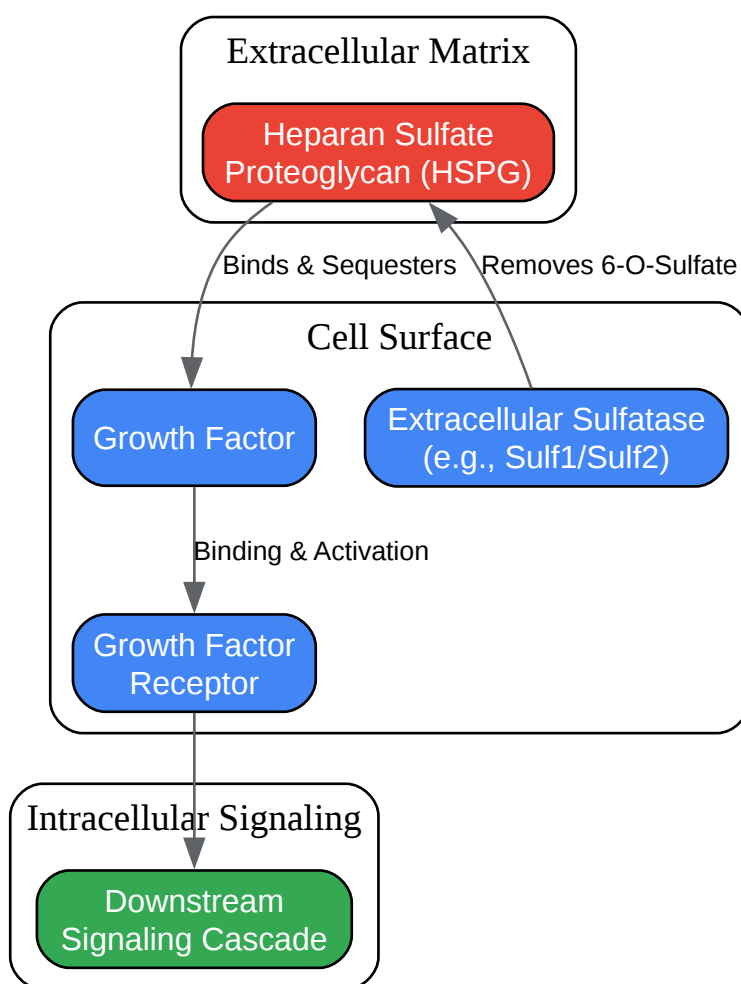 Extracellular Matrix
Heparan Sulfate
Proteoglycan (HSPG)
Binds & Sequesters
Removes 6-O-Sulfate
Cell Surface
Growth Factor
Extracellular Sulfatase
(e.g., Sulf1/Sulf2)
Binding & Activation
Growth Factor
Receptor
Intracellular Signaling
Downstream
Signaling Cascade